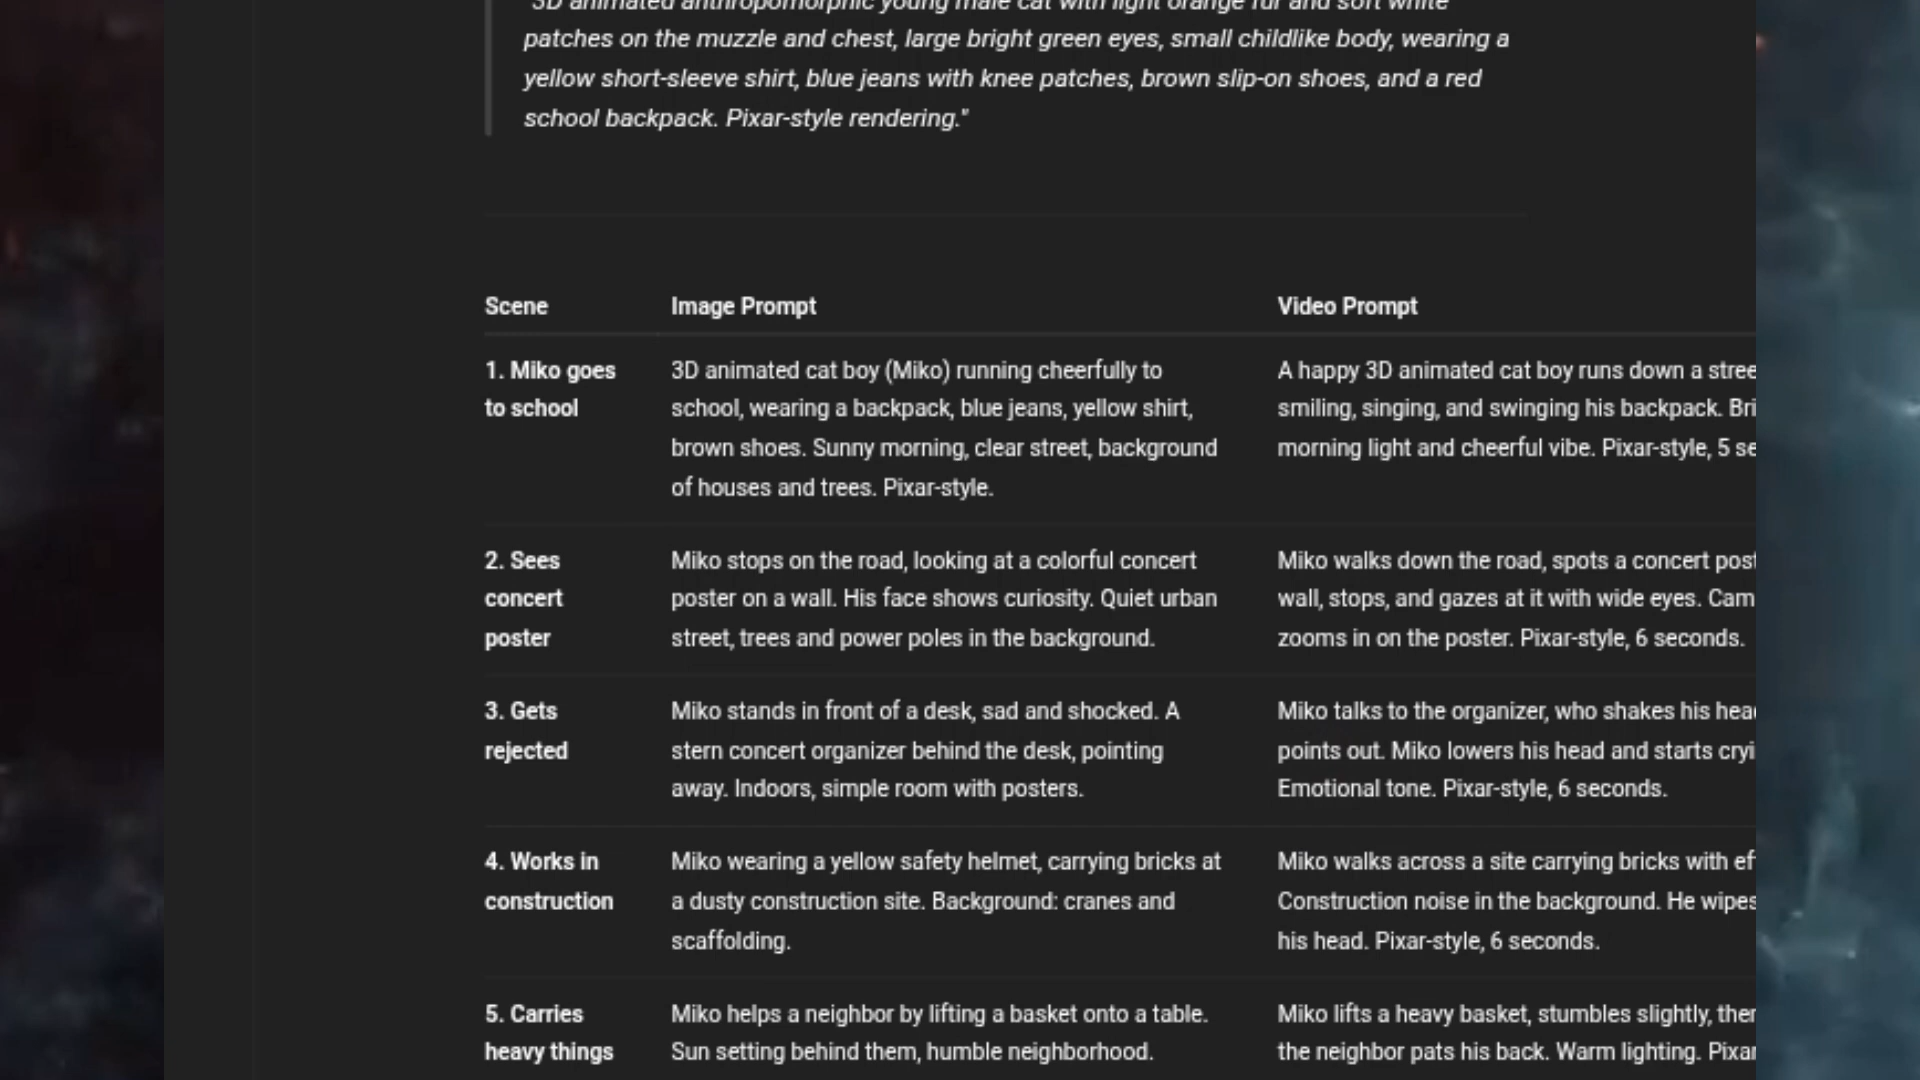 "3D animated anthropomorphic young male cat with light orange fur and soft white
patches on the muzzle and chest, large bright green eyes, small childlike body, wearing a
yellow short-sleeve shirt, blue jeans with knee patches, brown slip-on shoes, and a red
school backpack. Pixar-style rendering."
Scene Image Prompt Video Prompt
1. Miko goes
to school
3D animated cat boy (Miko) running cheerfully to
school, wearing a backpack, blue jeans, yellow shirt,
brown shoes. Sunny morning, clear street, background
of houses and trees. Pixar-style.
A happy 3D animated cat boy runs down a
smiling, singing, and swinging his backpack.
morning light and cheerful vibe. Pixar-style, 5
2. Sees
concert
poster
Miko stops on the road, looking at a colorful concert
poster on a wall. His face shows curiosity. Quiet urban
street, trees and power poles in the background.
Miko walks down the road, spots a concert
wall, stops, and gazes at it with wide eyes.
zooms in on the poster. Pixar-style, 6 seconds.
3. Gets
rejected
Miko stands in front of a desk, sad and shocked. A
stern concert organizer behind the desk, pointing
away. Indoors, simple room with posters.
Miko talks to the organizer, who shakes his
points out. Miko lowers his head and starts
Emotional tone. Pixar-style, 6 seconds.
4. Works in
construction
Miko wearing a yellow safety helmet, carrying bricks at
a dusty construction site. Background: cranes and
scaffolding.
Miko walks across a site carrying bricks with
Construction noise in the background. He wipes
his head. Pixar-style, 6 seconds.
5. Carries
heavy things
Miko helps a neighbor by lifting a basket onto a table.
Sun setting behind them, humble neighborhood.
Miko lifts a heavy basket, stumbles slightly,
the neighbor pats his back. Warm lighting.